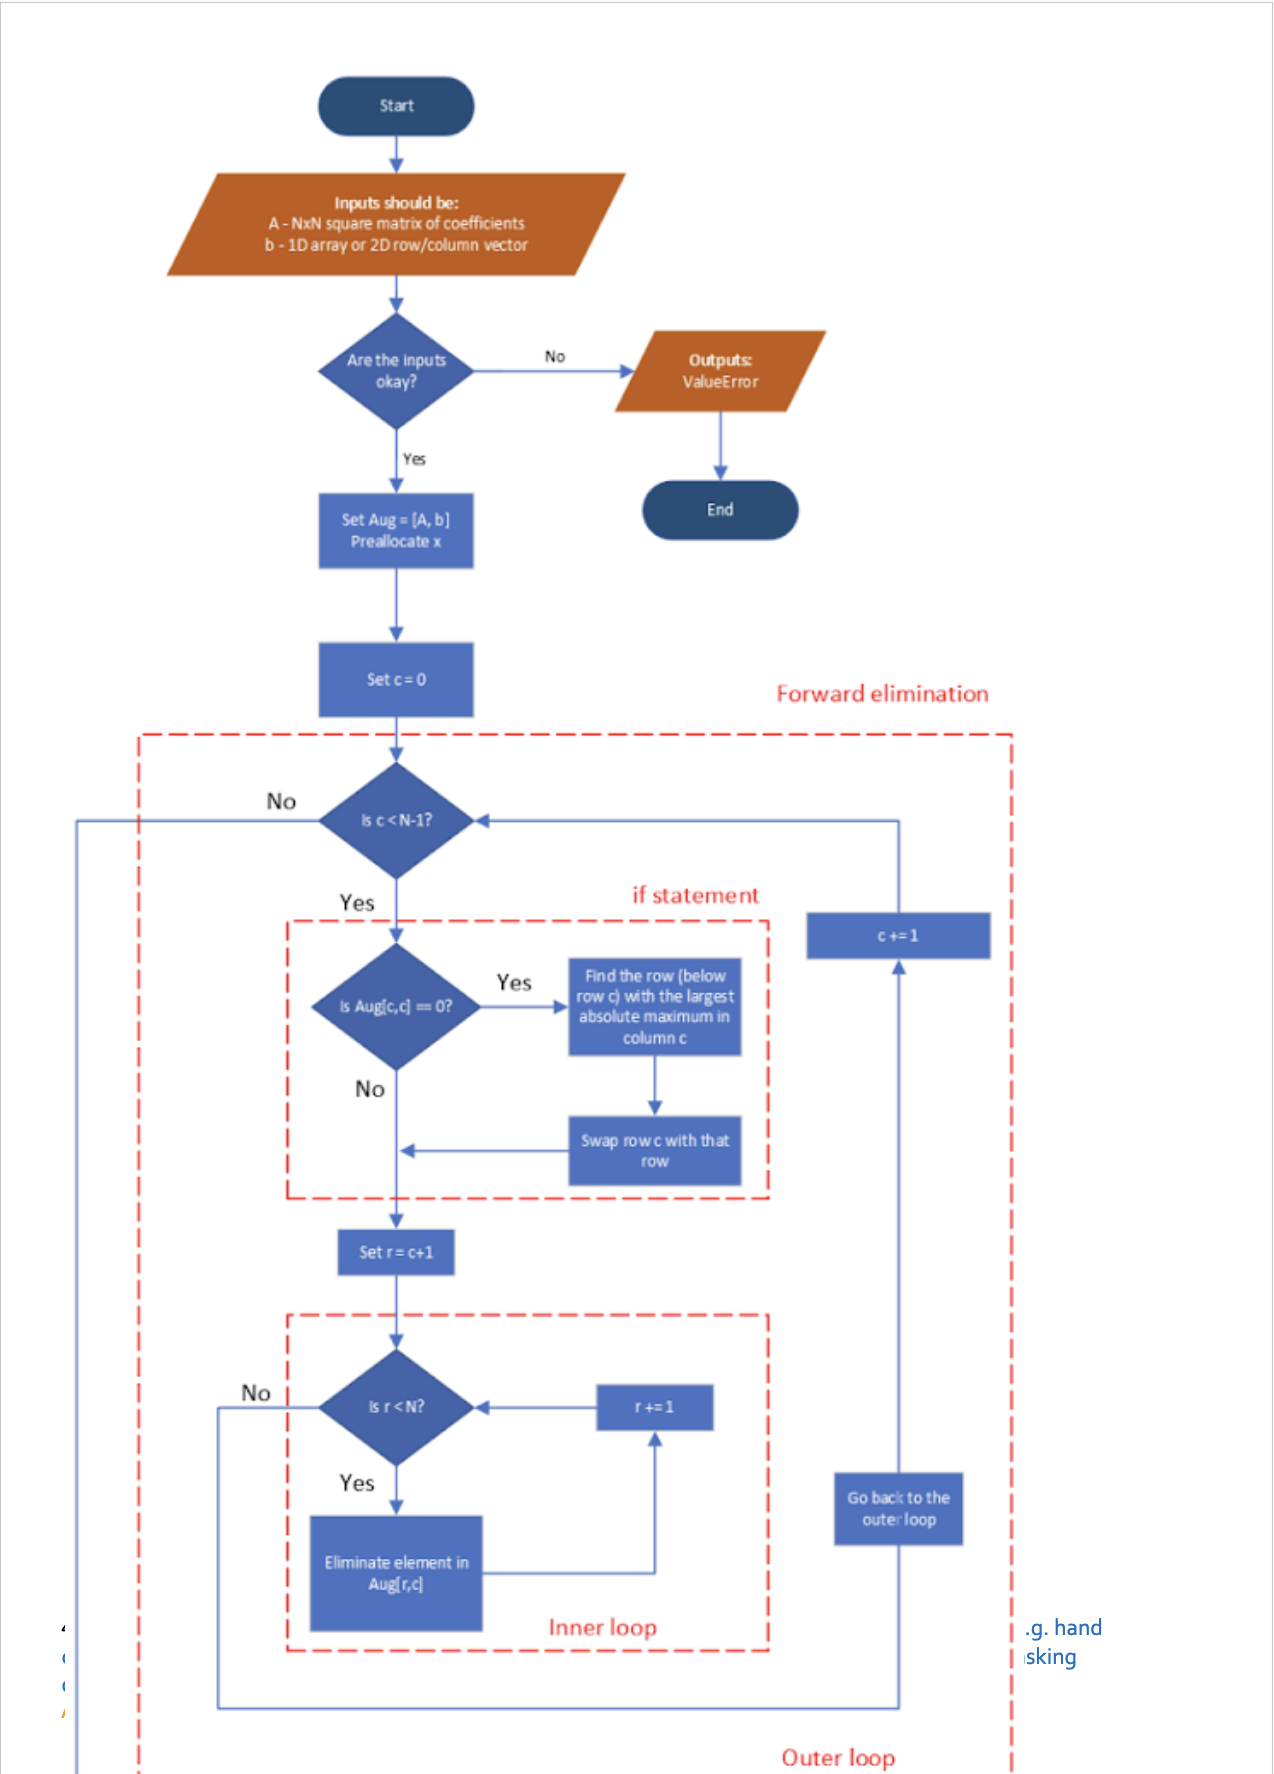 Start
Inputs should be:
A - NxN square matrix of coefficients
b - 1D array or 2D row/column vector
Are the inputs
okay?
No
Outputs:
ValueError
Yes
End
Set Aug = [A, b]
Preallocate x
Set c = 0
Forward elimination
No
Is c < N-1?
Yes
if statement
c += 1
Is Aug[c,c] == 0?
Yes
Find the row (below
row c) with the largest
absolute maximum in
column c
No
Swap row c with that
row
Set r = c+1
No
Is r < N?
r += 1
Yes
Go back to the
outer loop
Eliminate element in
Aug[r,c]
Inner loop
.g. hand
sking
Outer loop